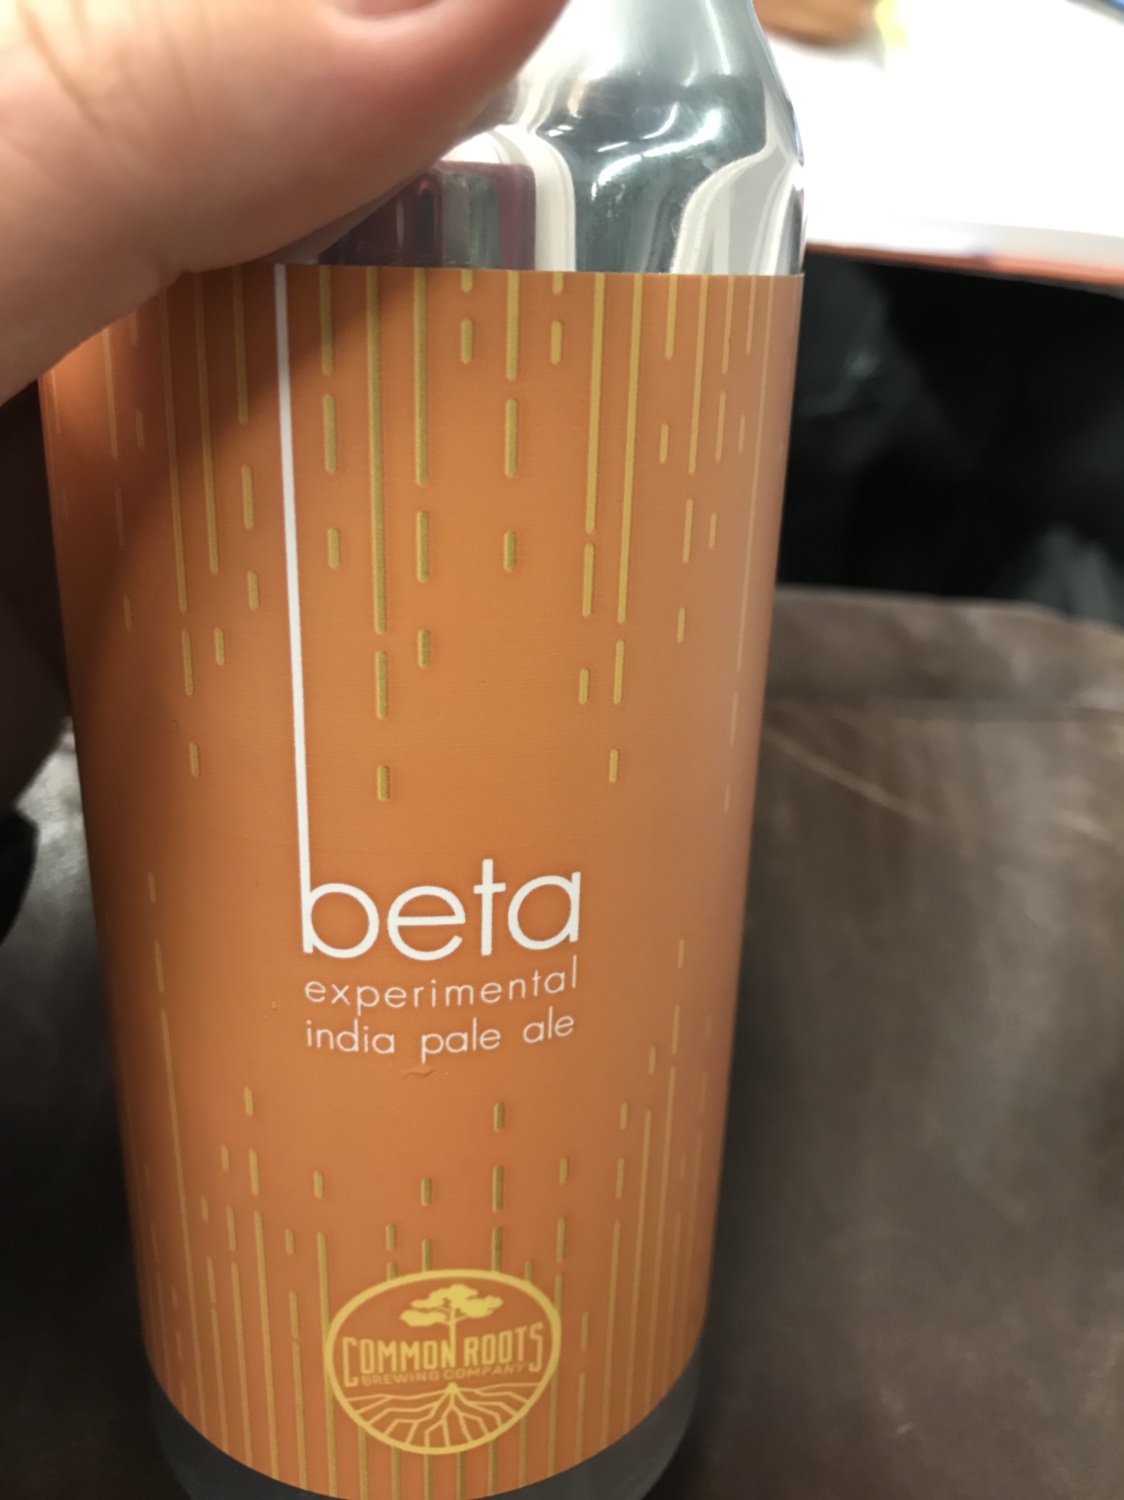 beta
experimental
india pale ale
COMMON ROOTS
BREWING COMPANY